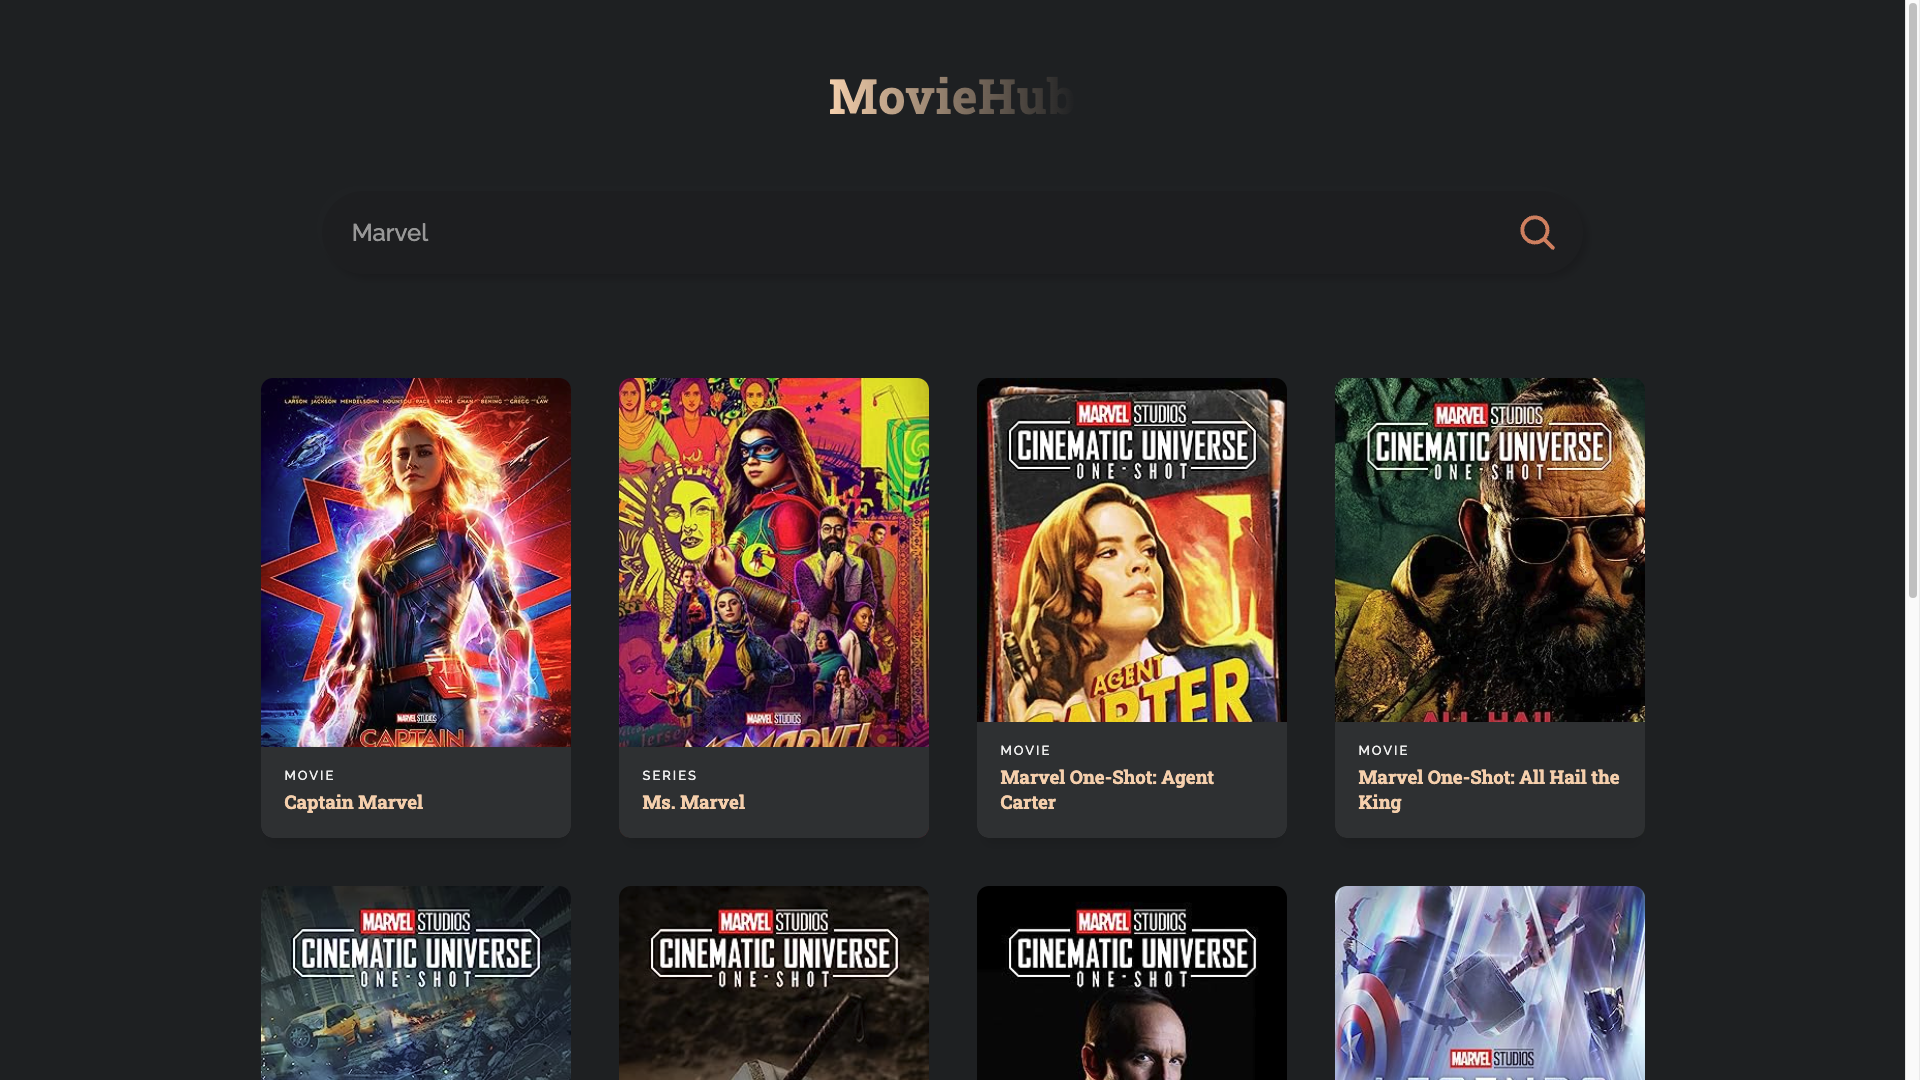 MovieHub
Marvel
LARSON JACKSON MENDELSOHN HOUNSOU PACE LYNCH CHAN BENING GREGG LAW
MARVEL STUDIOS
CAPTAIN
MOVIE
Captain Marvel
MARVEL STUDIOS
MS. MARVEL
SERIES
Ms. Marvel
MARVEL STUDIOS
CINEMATIC UNIVERSE
ONE-SHOT
AGENT
CARTER
MOVIE
Marvel One-Shot: Agent
Carter
MARVEL STUDIOS
CINEMATIC UNIVERSE
ONE-SHOT
ALL HAIL
MOVIE
Marvel One-Shot: All Hail the
King
MARVEL STUDIOS
CINEMATIC UNIVERSE
ONE-SHOT
MARVEL STUDIOS
CINEMATIC UNIVERSE
ONE-SHOT
MARVEL STUDIOS
CINEMATIC UNIVERSE
ONE-SHOT
MARVEL STUDIOS
LEGENDS